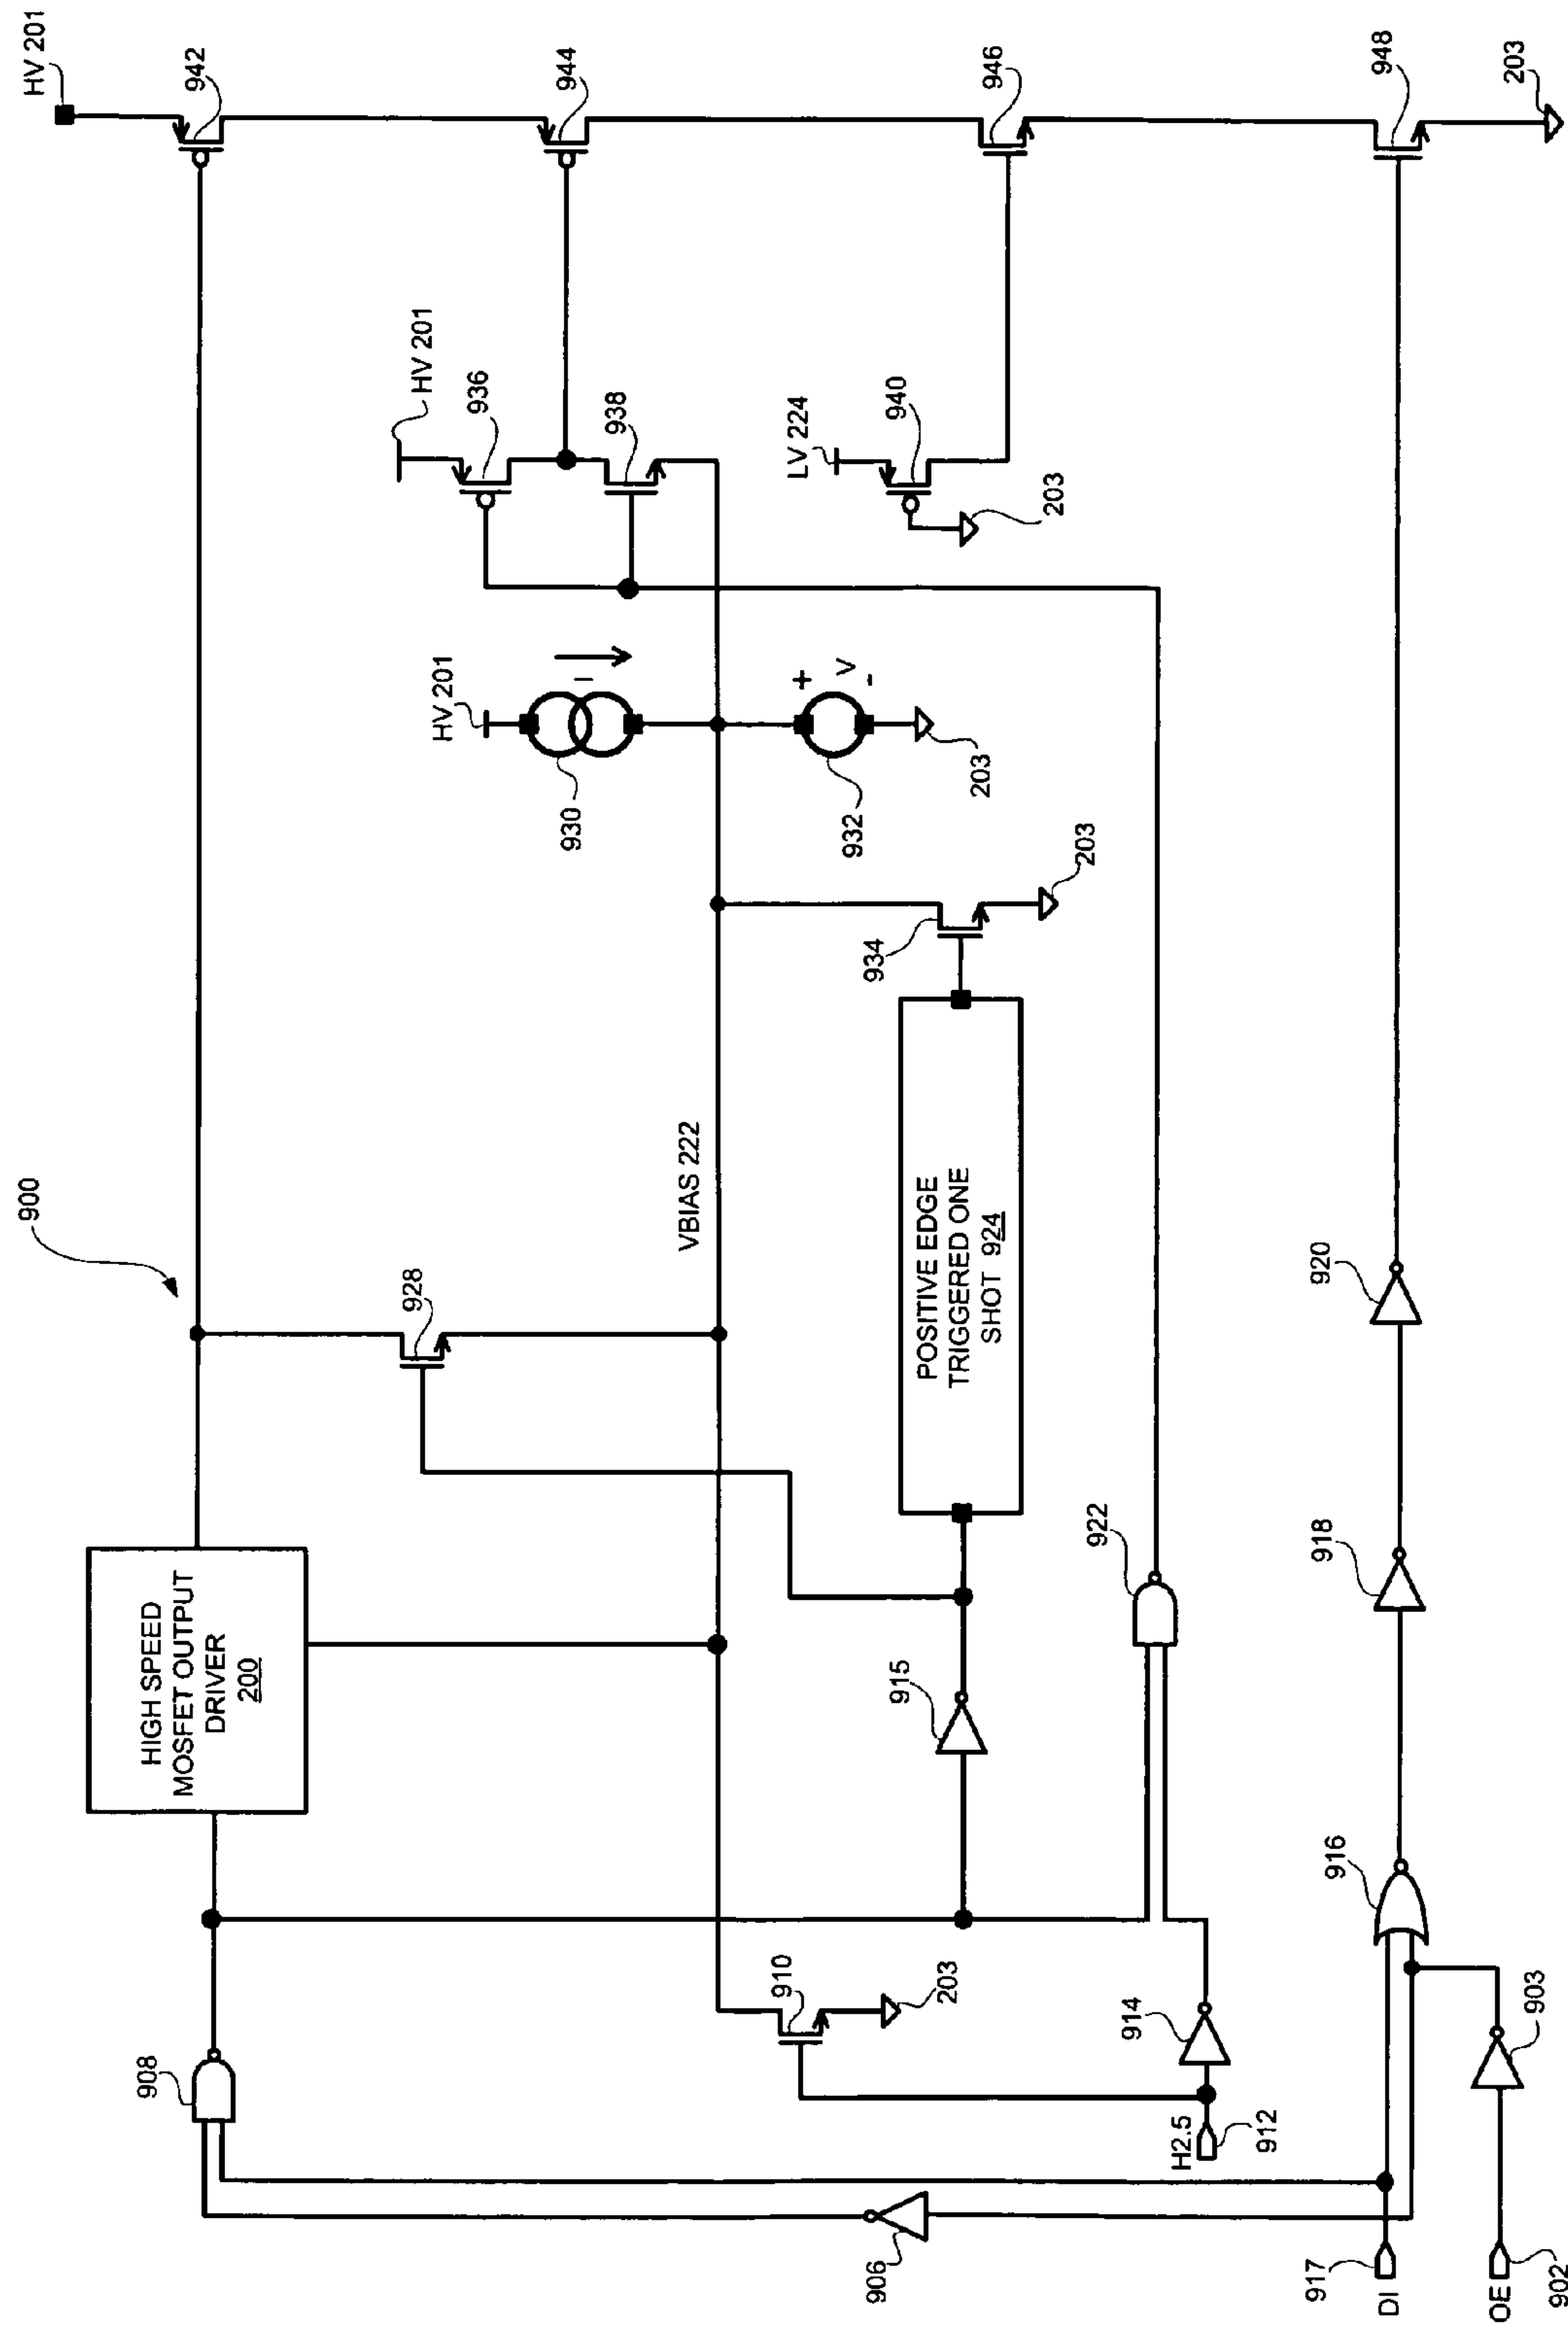 900
HV 201
942
944
946
948
203
HV 201
936
938
LV 224
940
203
HV 201
I
930
+
V
-
932
203
934
203
HIGH SPEED
MOSFET OUTPUT
DRIVER
200
928
VBIAS 222
POSITIVE EDGE
TRIGGERED ONE
SHOT 924
915
922
920
918
916
908
910
203
914
H2.5
912
906
903
917
DI
OE
902